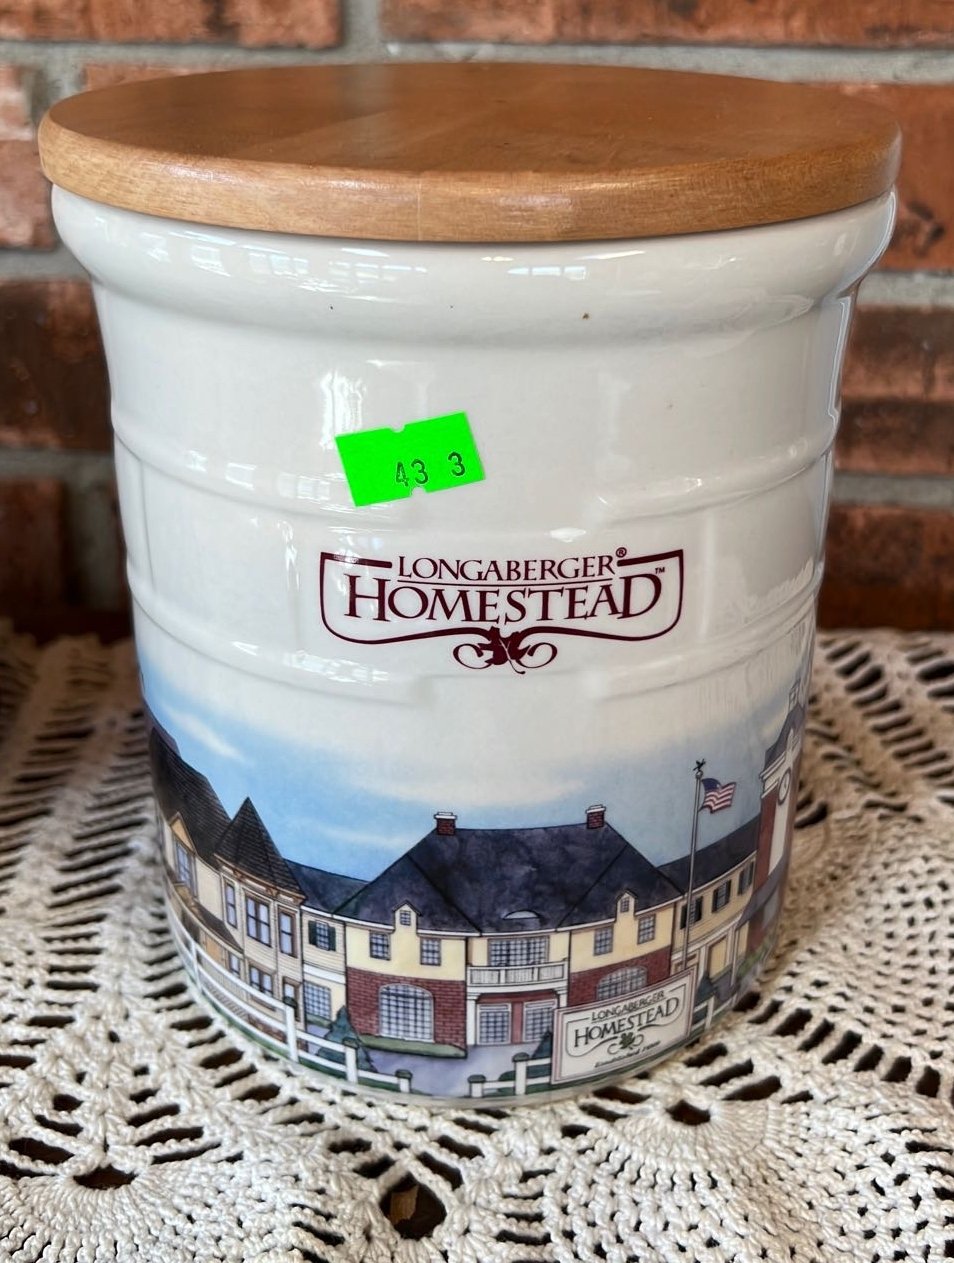 43 3
LONGABERGER®
HOMESTEAD™
LONGABERGER
HOMESTEAD